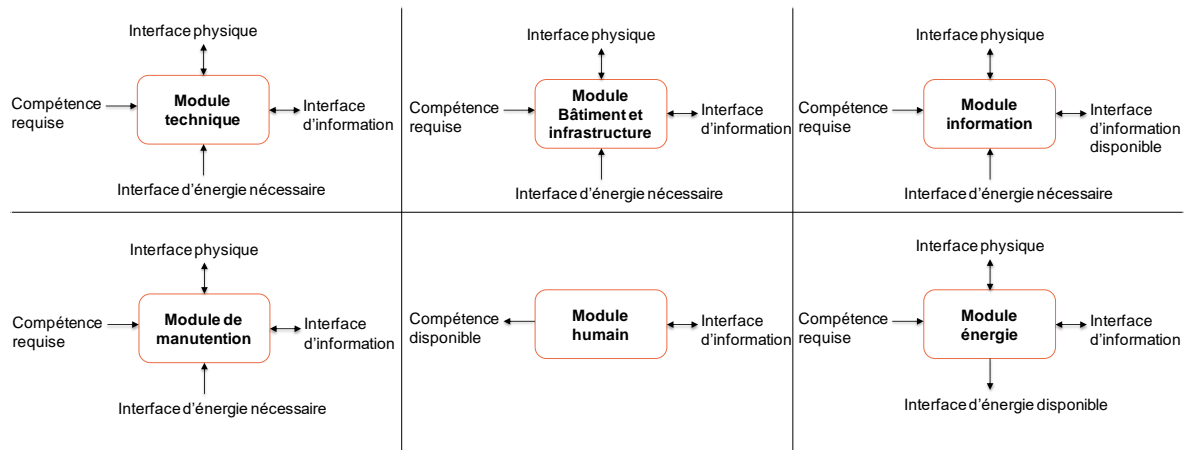 Interface physique
Compétence
requise
Module
technique
Interface
d'information
Interface d'énergie nécessaire
Interface physique
Compétence
requise
Module
Bâtiment et
infrastructure
Interface
d'information
Interface d'énergie nécessaire
Interface physique
Compétence
requise
Module
information
Interface
d'information
disponible
Interface d'énergie nécessaire
Interface physique
Compétence
requise
Module de
manutention
Interface
d'information
Interface d'énergie nécessaire
Compétence
disponible
Module
humain
Interface
d'information
Interface physique
Compétence
requise
Module
énergie
Interface
d'information
Interface d'énergie disponible